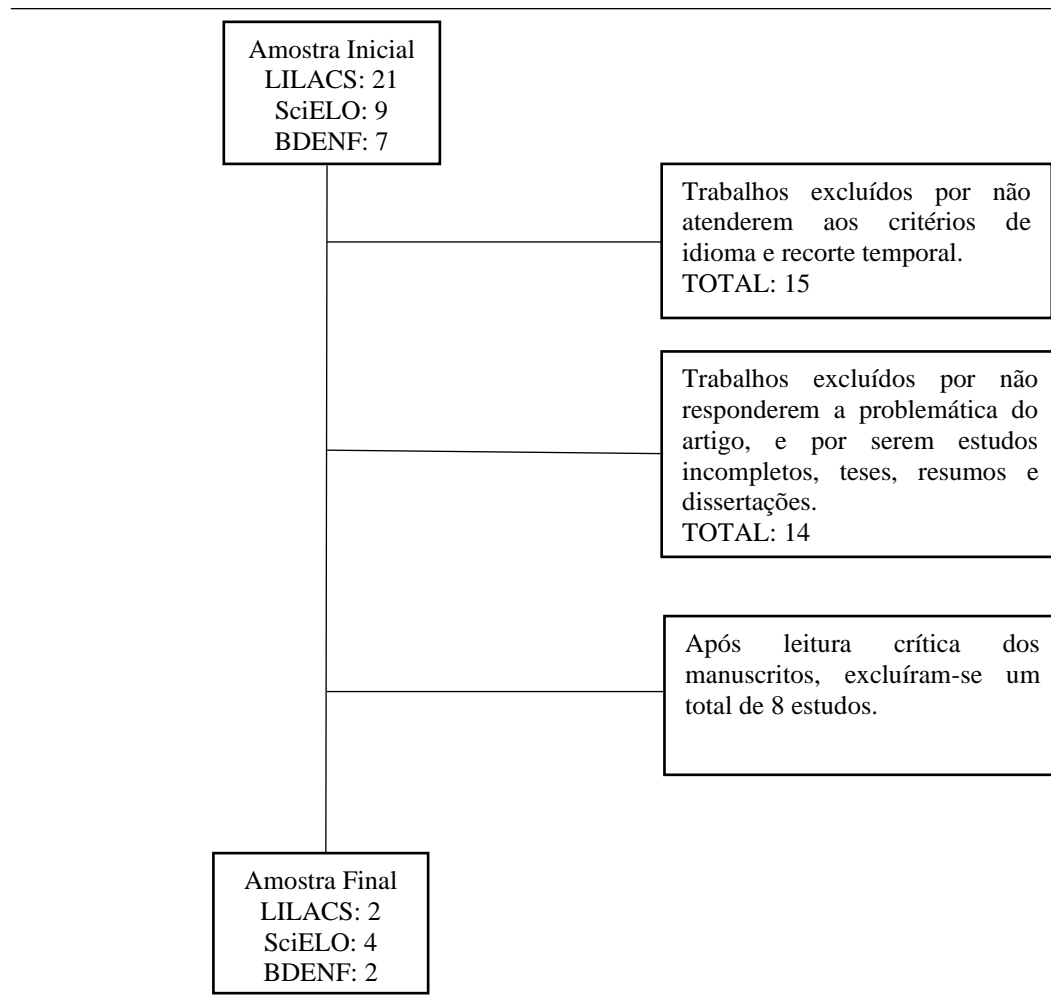 Amostra Inicial
LILACS: 21
SciELO: 9
BDENF: 7
Trabalhos excluídos por não
atenderem aos critérios de
idioma e recorte temporal.
TOTAL: 15
Trabalhos excluídos por não
responderem a problemática do
artigo, e por serem estudos
incompletos, teses, resumos e
dissertações.
TOTAL: 14
Após leitura crítica dos
manuscritos, excluíram-se um
total de 8 estudos.
Amostra Final
LILACS: 2
SciELO: 4
BDENF: 2